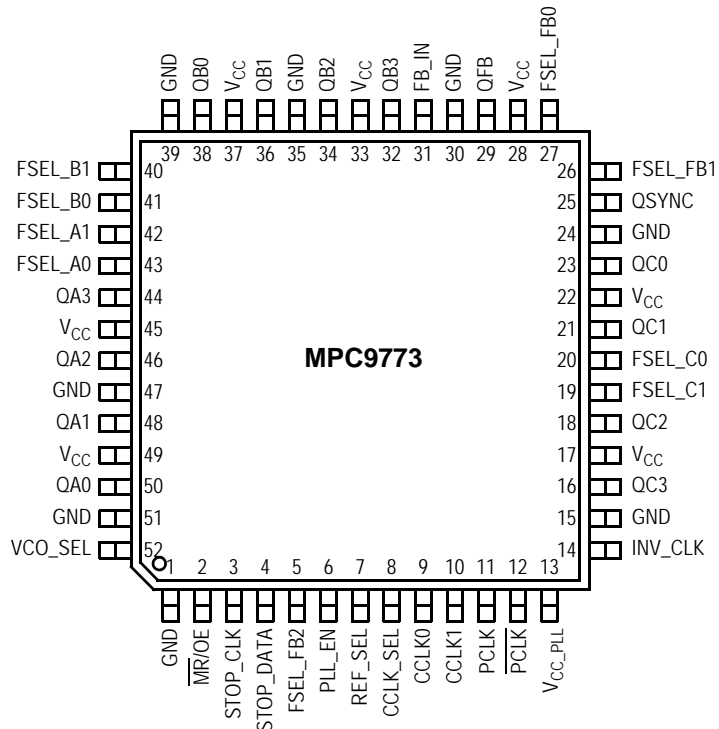 GND QB0 VCC QB1 GND QB2 VCC QB3 FB_IN GND QFB VCC FSEL_FB0
39 38 37 36 35 34 33 32 31 30 29 28 27
FSEL_B1 40 26 FSEL_FB1
FSEL_B0 41 25 QSYNC
FSEL_A1 42 24 GND
FSEL_A0 43 23 QC0
QA3 44 22 VCC
VCC 45 21 QC1
QA2 46 MPC9773 20 FSEL_C0
GND 47 19 FSEL_C1
QA1 48 18 QC2
VCC 49 17 VCC
QA0 50 16 QC3
GND 51 15 GND
VCO_SEL 52 14 INV_CLK
1 2 3 4 5 6 7 8 9 10 11 12 13
GND MR/OE STOP_CLK STOP_DATA FSEL_FB2 PLL_EN REF_SEL CCLK_SEL CCLK0 CCLK1 PCLK PCLK VCC_PLL